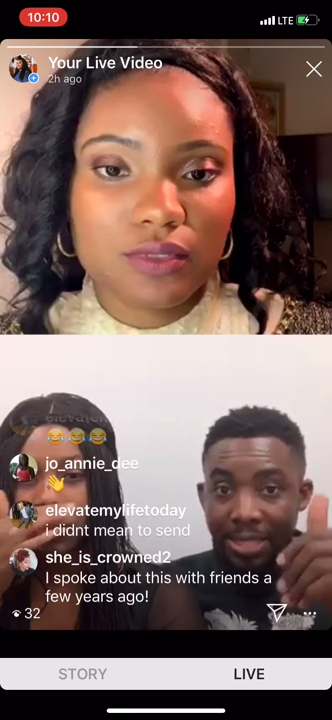 10:10
LTE
Your Live Video
2h ago
😂😂😂
jo_annie_dee
👋
elevatemylifetoday
i didnt mean to send
she_is_crowned2
I spoke about this with friends a
few years ago!
32
STORY
LIVE